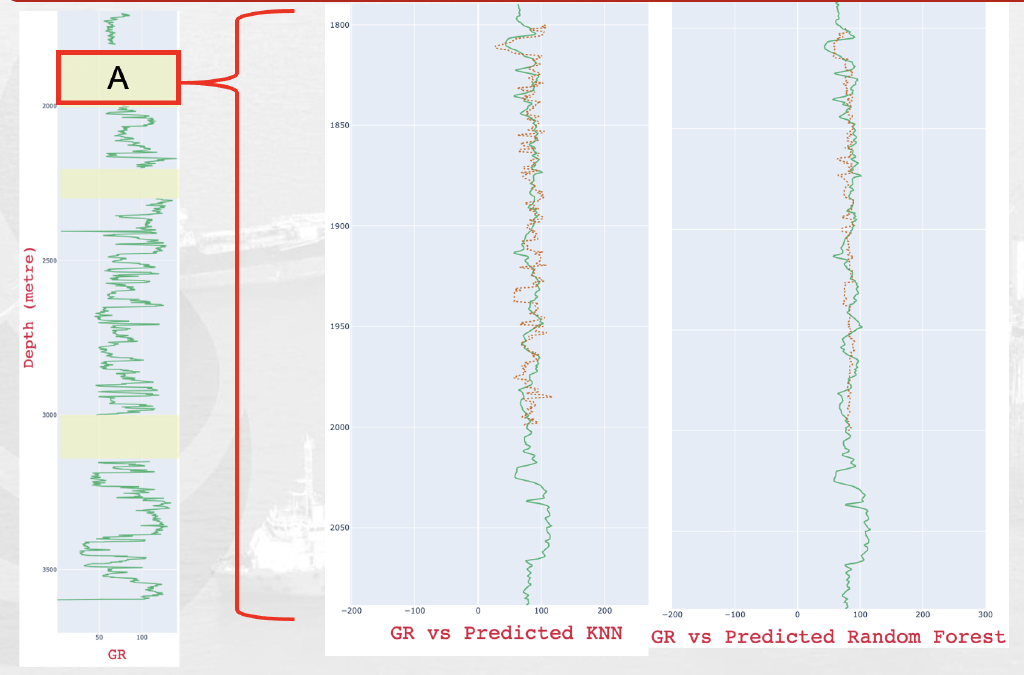 A
2000
2500
3000
3500
50 100
Depth (metre)
GR
1800
1850
1900
1950
2000
2050
−200 −100 0 100 200
GR vs Predicted KNN
−200 −100 0 100 200 300
GR vs Predicted Random Forest